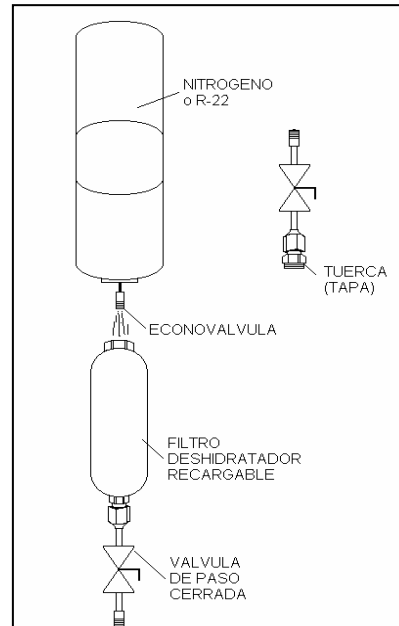 NITROGENO
o R-22
TUERCA
(TAPA)
ECONOVALVULA
FILTRO
DESHIDRATADOR
RECARGABLE
VALVULA
DE PASO
CERRADA